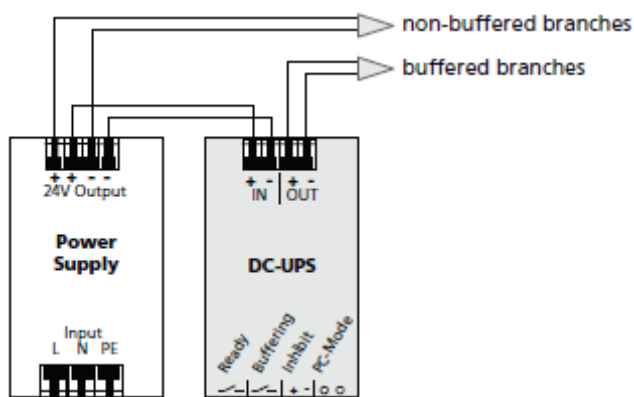 non-buffered branches
buffered branches
+ + - -
24V Output
+ - + -
IN OUT
Power
Supply
DC-UPS
Input
L N PE
Ready
Buffering
Inhibit
PC-Mode
+ -